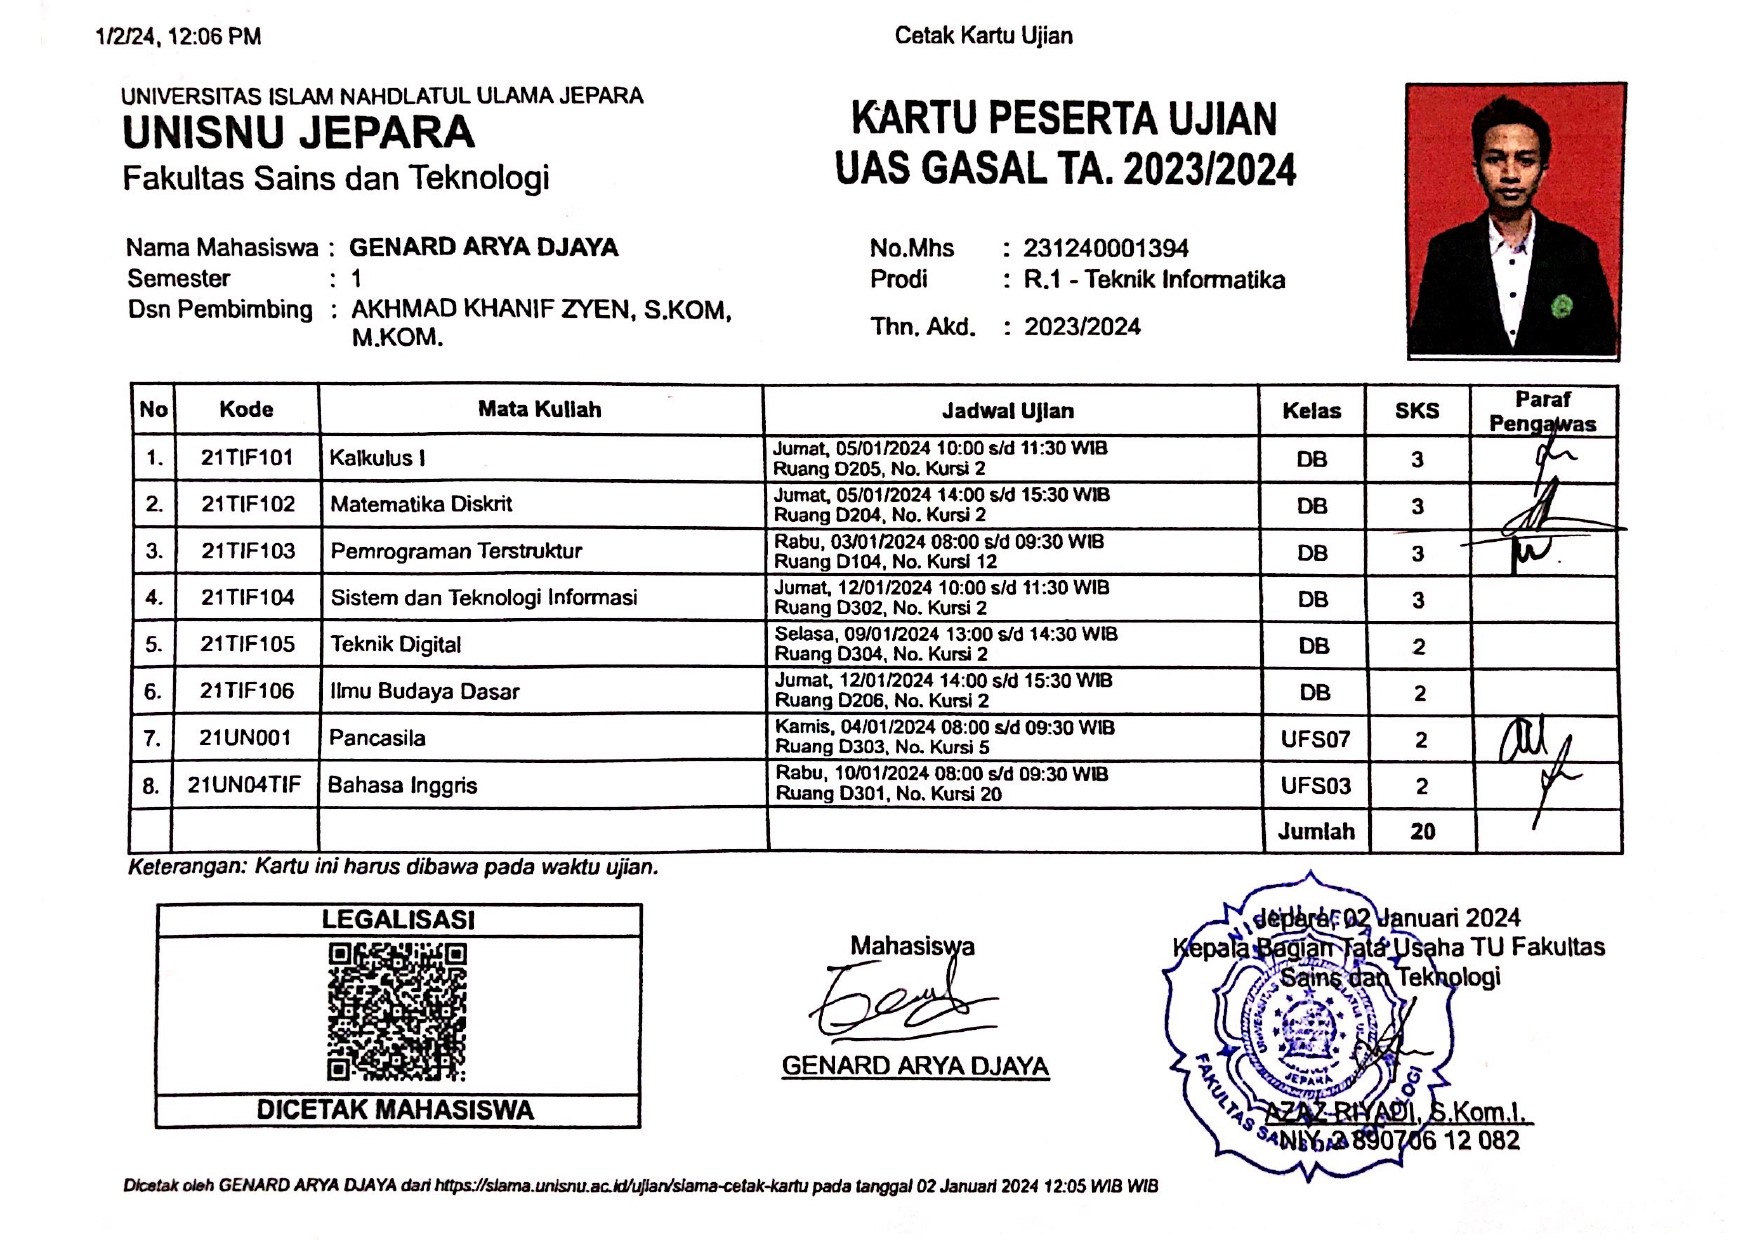 1/2/24, 12:06 PM
Cetak Kartu Ujian
UNIVERSITAS ISLAM NAHDLATUL ULAMA JEPARA
UNISNU JEPARA
Fakultas Sains dan Teknologi
KARTU PESERTA UJIAN
UAS GASAL TA. 2023/2024
Nama Mahasiswa : GENARD ARYA DJAYA
Semester : 1
Dsn Pembimbing : AKHMAD KHANIF ZYEN, S.KOM,
M.KOM.
No.Mhs : 231240001394
Prodi : R.1 - Teknik Informatika
Thn. Akd. : 2023/2024
No Kode Mata Kuliah Jadwal Ujian Kelas SKS Paraf Pengawas
1. 21TIF101 Kalkulus I Jumat, 05/01/2024 10:00 s/d 11:30 WIB DB 3
Ruang D205, No. Kursi 2
2. 21TIF102 Matematika Diskrit Jumat, 05/01/2024 14:00 s/d 15:30 WIB DB 3
Ruang D204, No. Kursi 2
3. 21TIF103 Pemrograman Terstruktur Rabu, 03/01/2024 08:00 s/d 09:30 WIB DB 3
Ruang D104, No. Kursi 12
4. 21TIF104 Sistem dan Teknologi Informasi Jumat, 12/01/2024 10:00 s/d 11:30 WIB DB 3
Ruang D302, No. Kursi 2
5. 21TIF105 Teknik Digital Selasa, 09/01/2024 13:00 s/d 14:30 WIB DB 2
Ruang D304, No. Kursi 2
6. 21TIF106 Ilmu Budaya Dasar Jumat, 12/01/2024 14:00 s/d 15:30 WIB DB 2
Ruang D206, No. Kursi 2
7. 21UN001 Pancasila Kamis, 04/01/2024 08:00 s/d 09:30 WIB UFS07 2
Ruang D303, No. Kursi 5
8. 21UN04TIF Bahasa Inggris Rabu, 10/01/2024 08:00 s/d 09:30 WIB UFS03 2
Ruang D301, No. Kursi 20
Jumlah 20
Keterangan: Kartu ini harus dibawa pada waktu ujian.
LEGALISASI
DICETAK MAHASISWA
Mahasiswa
GENARD ARYA DJAYA
Jepara, 02 Januari 2024
Kepala Bagian Tata Usaha TU Fakultas
Sains dan Teknologi
JEPARA
AZAZ RIYADI, S.Kom.I.
NIY. 2 890706 12 082
Dicetak oleh GENARD ARYA DJAYA dari https://siama.unisnu.ac.id/ujian/siama-cetak-kartu pada tanggal 02 Januari 2024 12:05 WIB WIB